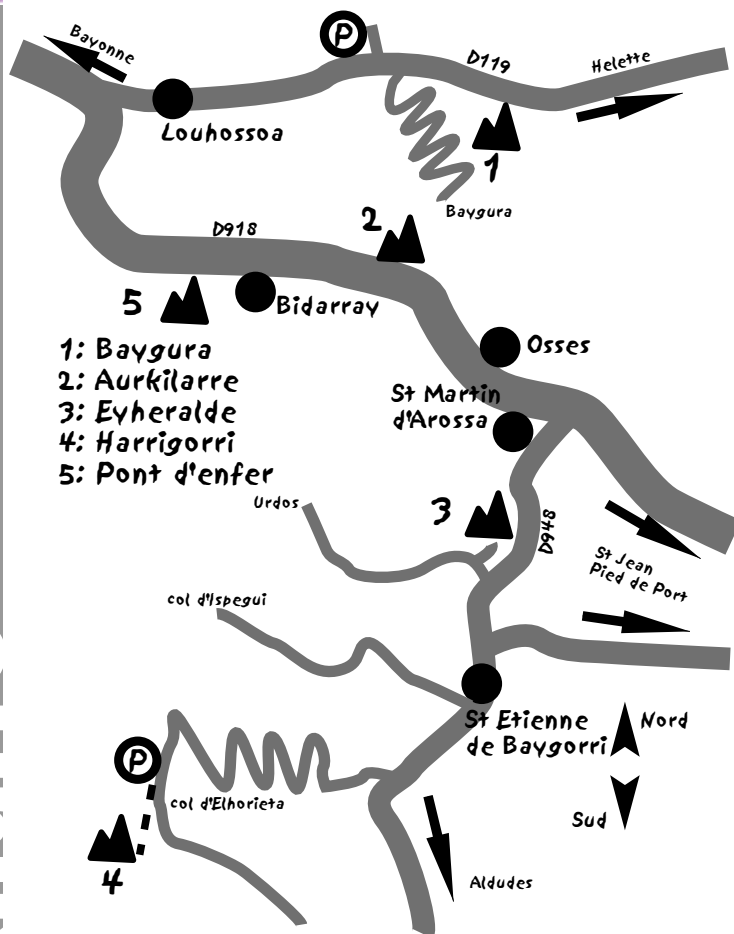 P
Bayonne
D119
Helette
Louhossoa
1
Baygura
2
D918
5
Bidarray
Osses
1: Baygura
2: Aurkilarre
3: Eyheralde
4: Harrigorri
5: Pont d'enfer
St Martin
d'Arossa
Urdos
3
D948
St Jean
Pied de Port
col d'Ispegui
St Etienne
de Baygorri
Nord
Sud
P
col d'Elhorieta
4
Aldudes